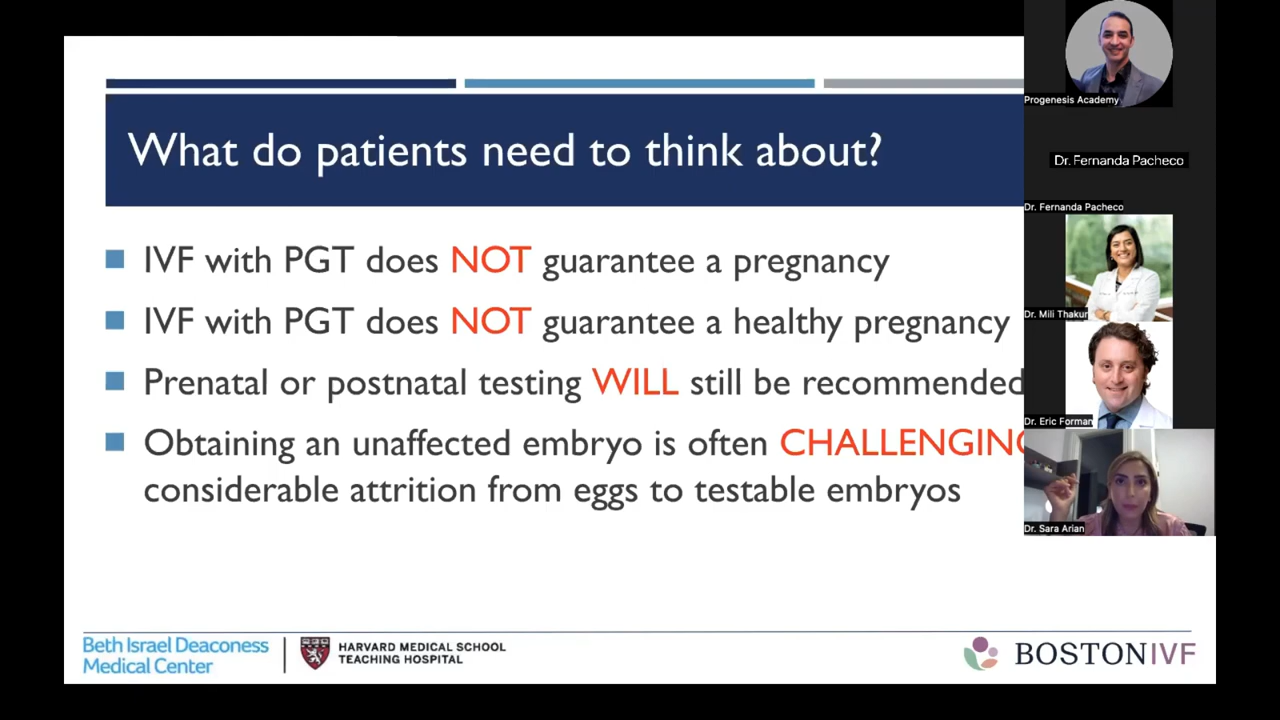 What do patients need to think about?
IVF with PGT does NOT guarantee a pregnancy
IVF with PGT does NOT guarantee a healthy pregnancy
Prenatal or postnatal testing WILL still be recommended
Obtaining an unaffected embryo is often CHALLENGING
considerable attrition from eggs to testable embryos
Beth Israel Deaconess
Medical Center
HARVARD MEDICAL SCHOOL
TEACHING HOSPITAL
BOSTONIVF
Progenesis Academy
Dr. Fernanda Pacheco
Dr. Fernanda Pacheco
Dr. Mili Thakur
Dr. Eric Forman
Dr. Sara Arian